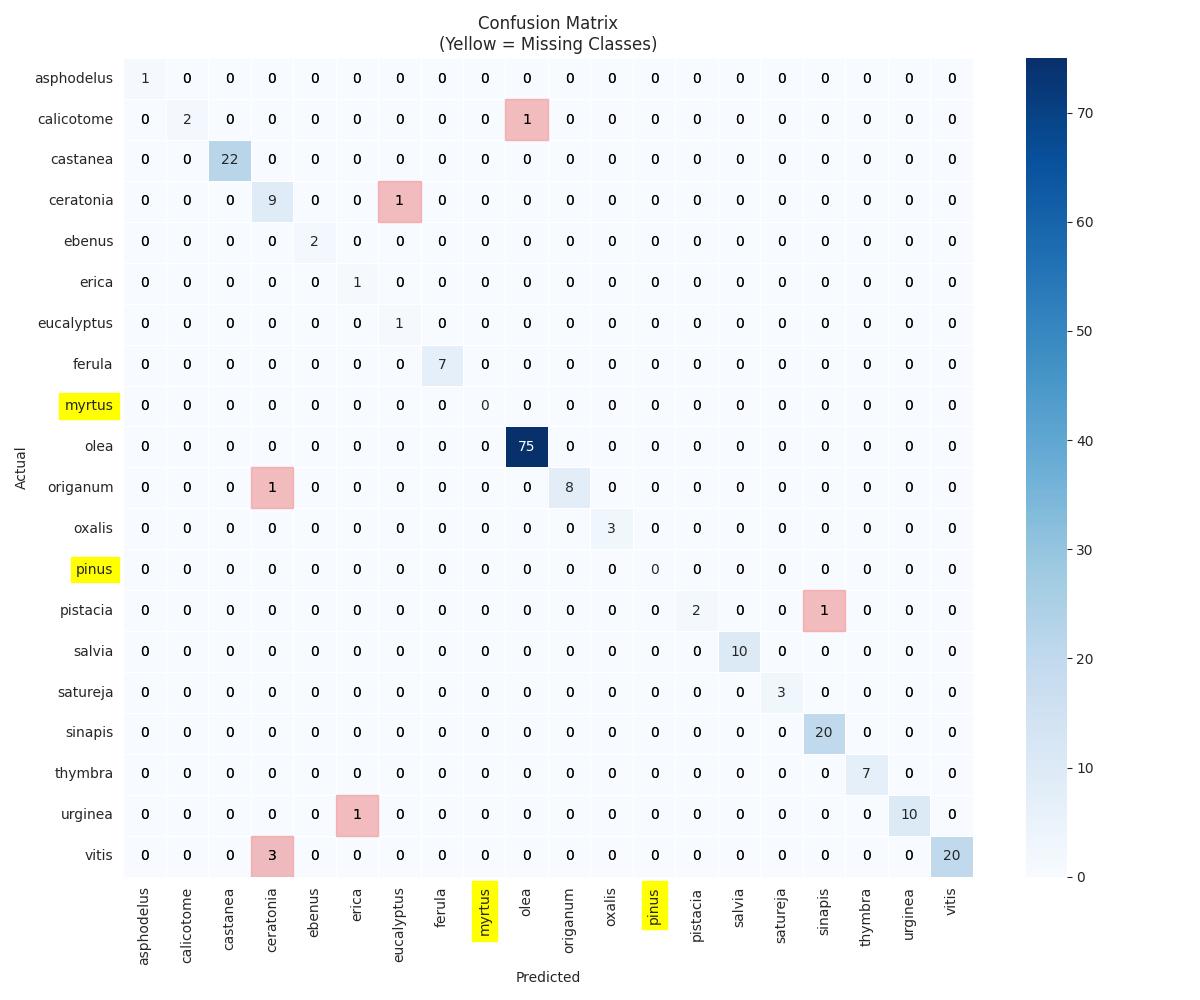 Confusion Matrix
(Yellow = Missing Classes)
asphodelus 1 0 0 0 0 0 0 0 0 0 0 0 0 0 0 0 0 0 0 0
calicotome 0 2 0 0 0 0 0 0 0 1 0 0 0 0 0 0 0 0 0 0
castanea 0 0 22 0 0 0 0 0 0 0 0 0 0 0 0 0 0 0 0 0
ceratonia 0 0 0 9 0 0 1 0 0 0 0 0 0 0 0 0 0 0 0 0
ebenus 0 0 0 0 2 0 0 0 0 0 0 0 0 0 0 0 0 0 0 0
erica 0 0 0 0 0 1 0 0 0 0 0 0 0 0 0 0 0 0 0 0
eucalyptus 0 0 0 0 0 0 1 0 0 0 0 0 0 0 0 0 0 0 0 0
ferula 0 0 0 0 0 0 0 7 0 0 0 0 0 0 0 0 0 0 0 0
myrtus 0 0 0 0 0 0 0 0 0 0 0 0 0 0 0 0 0 0 0 0
olea 0 0 0 0 0 0 0 0 0 75 0 0 0 0 0 0 0 0 0 0
origanum 0 0 0 1 0 0 0 0 0 0 8 0 0 0 0 0 0 0 0 0
oxalis 0 0 0 0 0 0 0 0 0 0 0 3 0 0 0 0 0 0 0 0
pinus 0 0 0 0 0 0 0 0 0 0 0 0 0 0 0 0 0 0 0 0
pistacia 0 0 0 0 0 0 0 0 0 0 0 0 0 2 0 0 1 0 0 0
salvia 0 0 0 0 0 0 0 0 0 0 0 0 0 0 10 0 0 0 0 0
satureja 0 0 0 0 0 0 0 0 0 0 0 0 0 0 0 3 0 0 0 0
sinapis 0 0 0 0 0 0 0 0 0 0 0 0 0 0 0 0 20 0 0 0
thymbra 0 0 0 0 0 0 0 0 0 0 0 0 0 0 0 0 0 7 0 0
urginea 0 0 0 0 0 1 0 0 0 0 0 0 0 0 0 0 0 0 10 0
vitis 0 0 0 3 0 0 0 0 0 0 0 0 0 0 0 0 0 0 0 20
Actual
asphodelus
calicotome
castanea
ceratonia
ebenus
erica
eucalyptus
ferula
myrtus
olea
origanum
oxalis
pinus
pistacia
salvia
satureja
sinapis
thymbra
urginea
vitis
Predicted
70
60
50
40
30
20
10
0